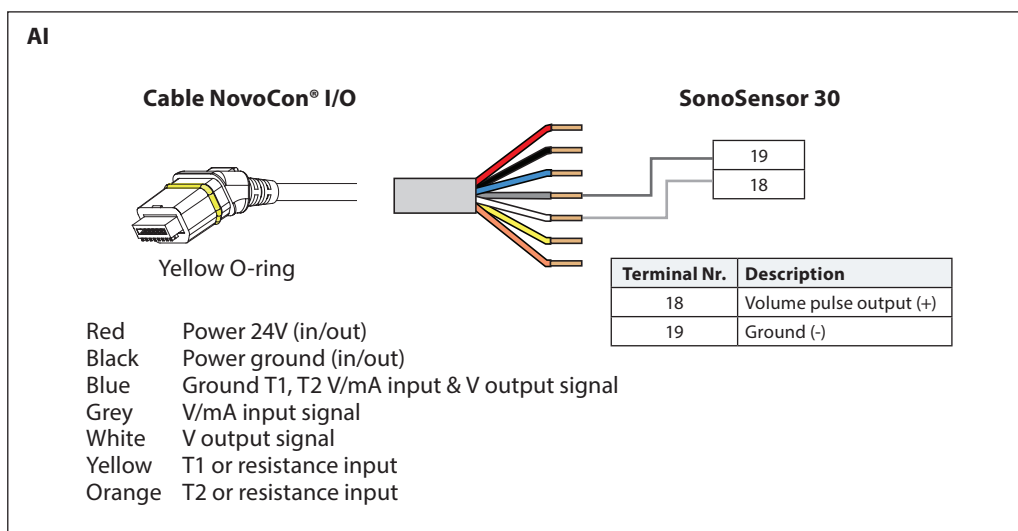 AI
Cable NovoCon® I/O
SonoSensor 30
19
18
Yellow O-ring
Terminal Nr. Description
18 Volume pulse output (+)
19 Ground (-)
Red Power 24V (in/out)
Black Power ground (in/out)
Blue Ground T1, T2 V/mA input & V output signal
Grey V/mA input signal
White V output signal
Yellow T1 or resistance input
Orange T2 or resistance input